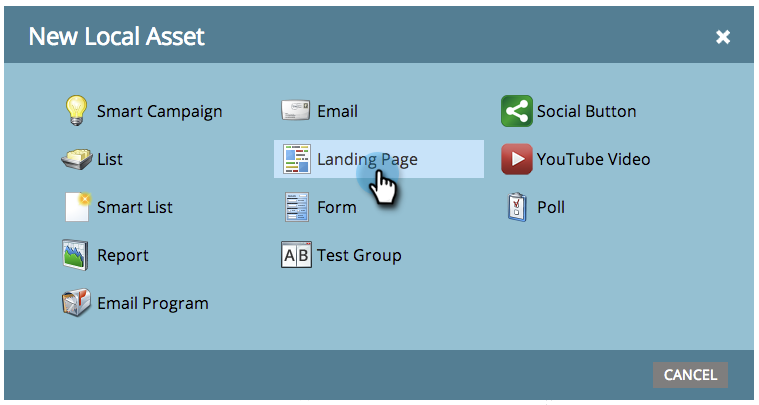 New Local Asset
Smart Campaign
Email
Social Button
List
Landing Page
YouTube Video
Smart List
Form
Poll
Report
AB
Test Group
Email Program
CANCEL